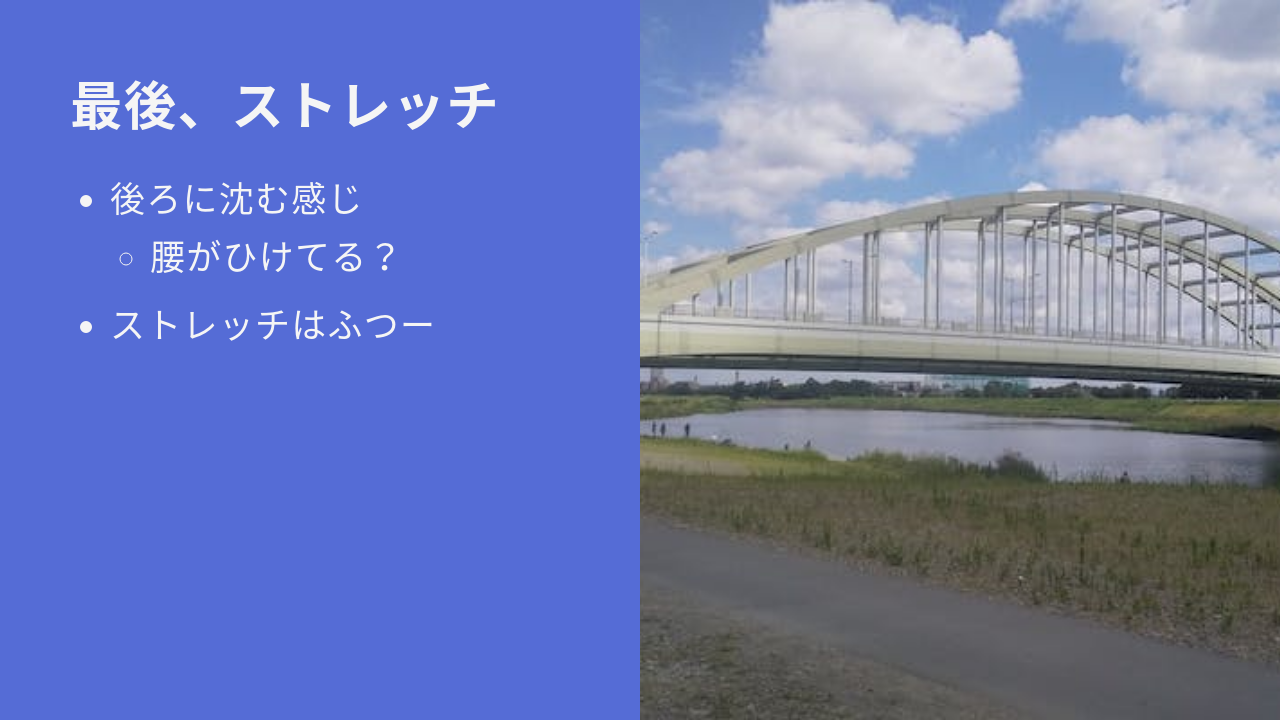 最後、ストレッチ
後ろに沈む感じ
腰がひけてる？
ストレッチはふつー